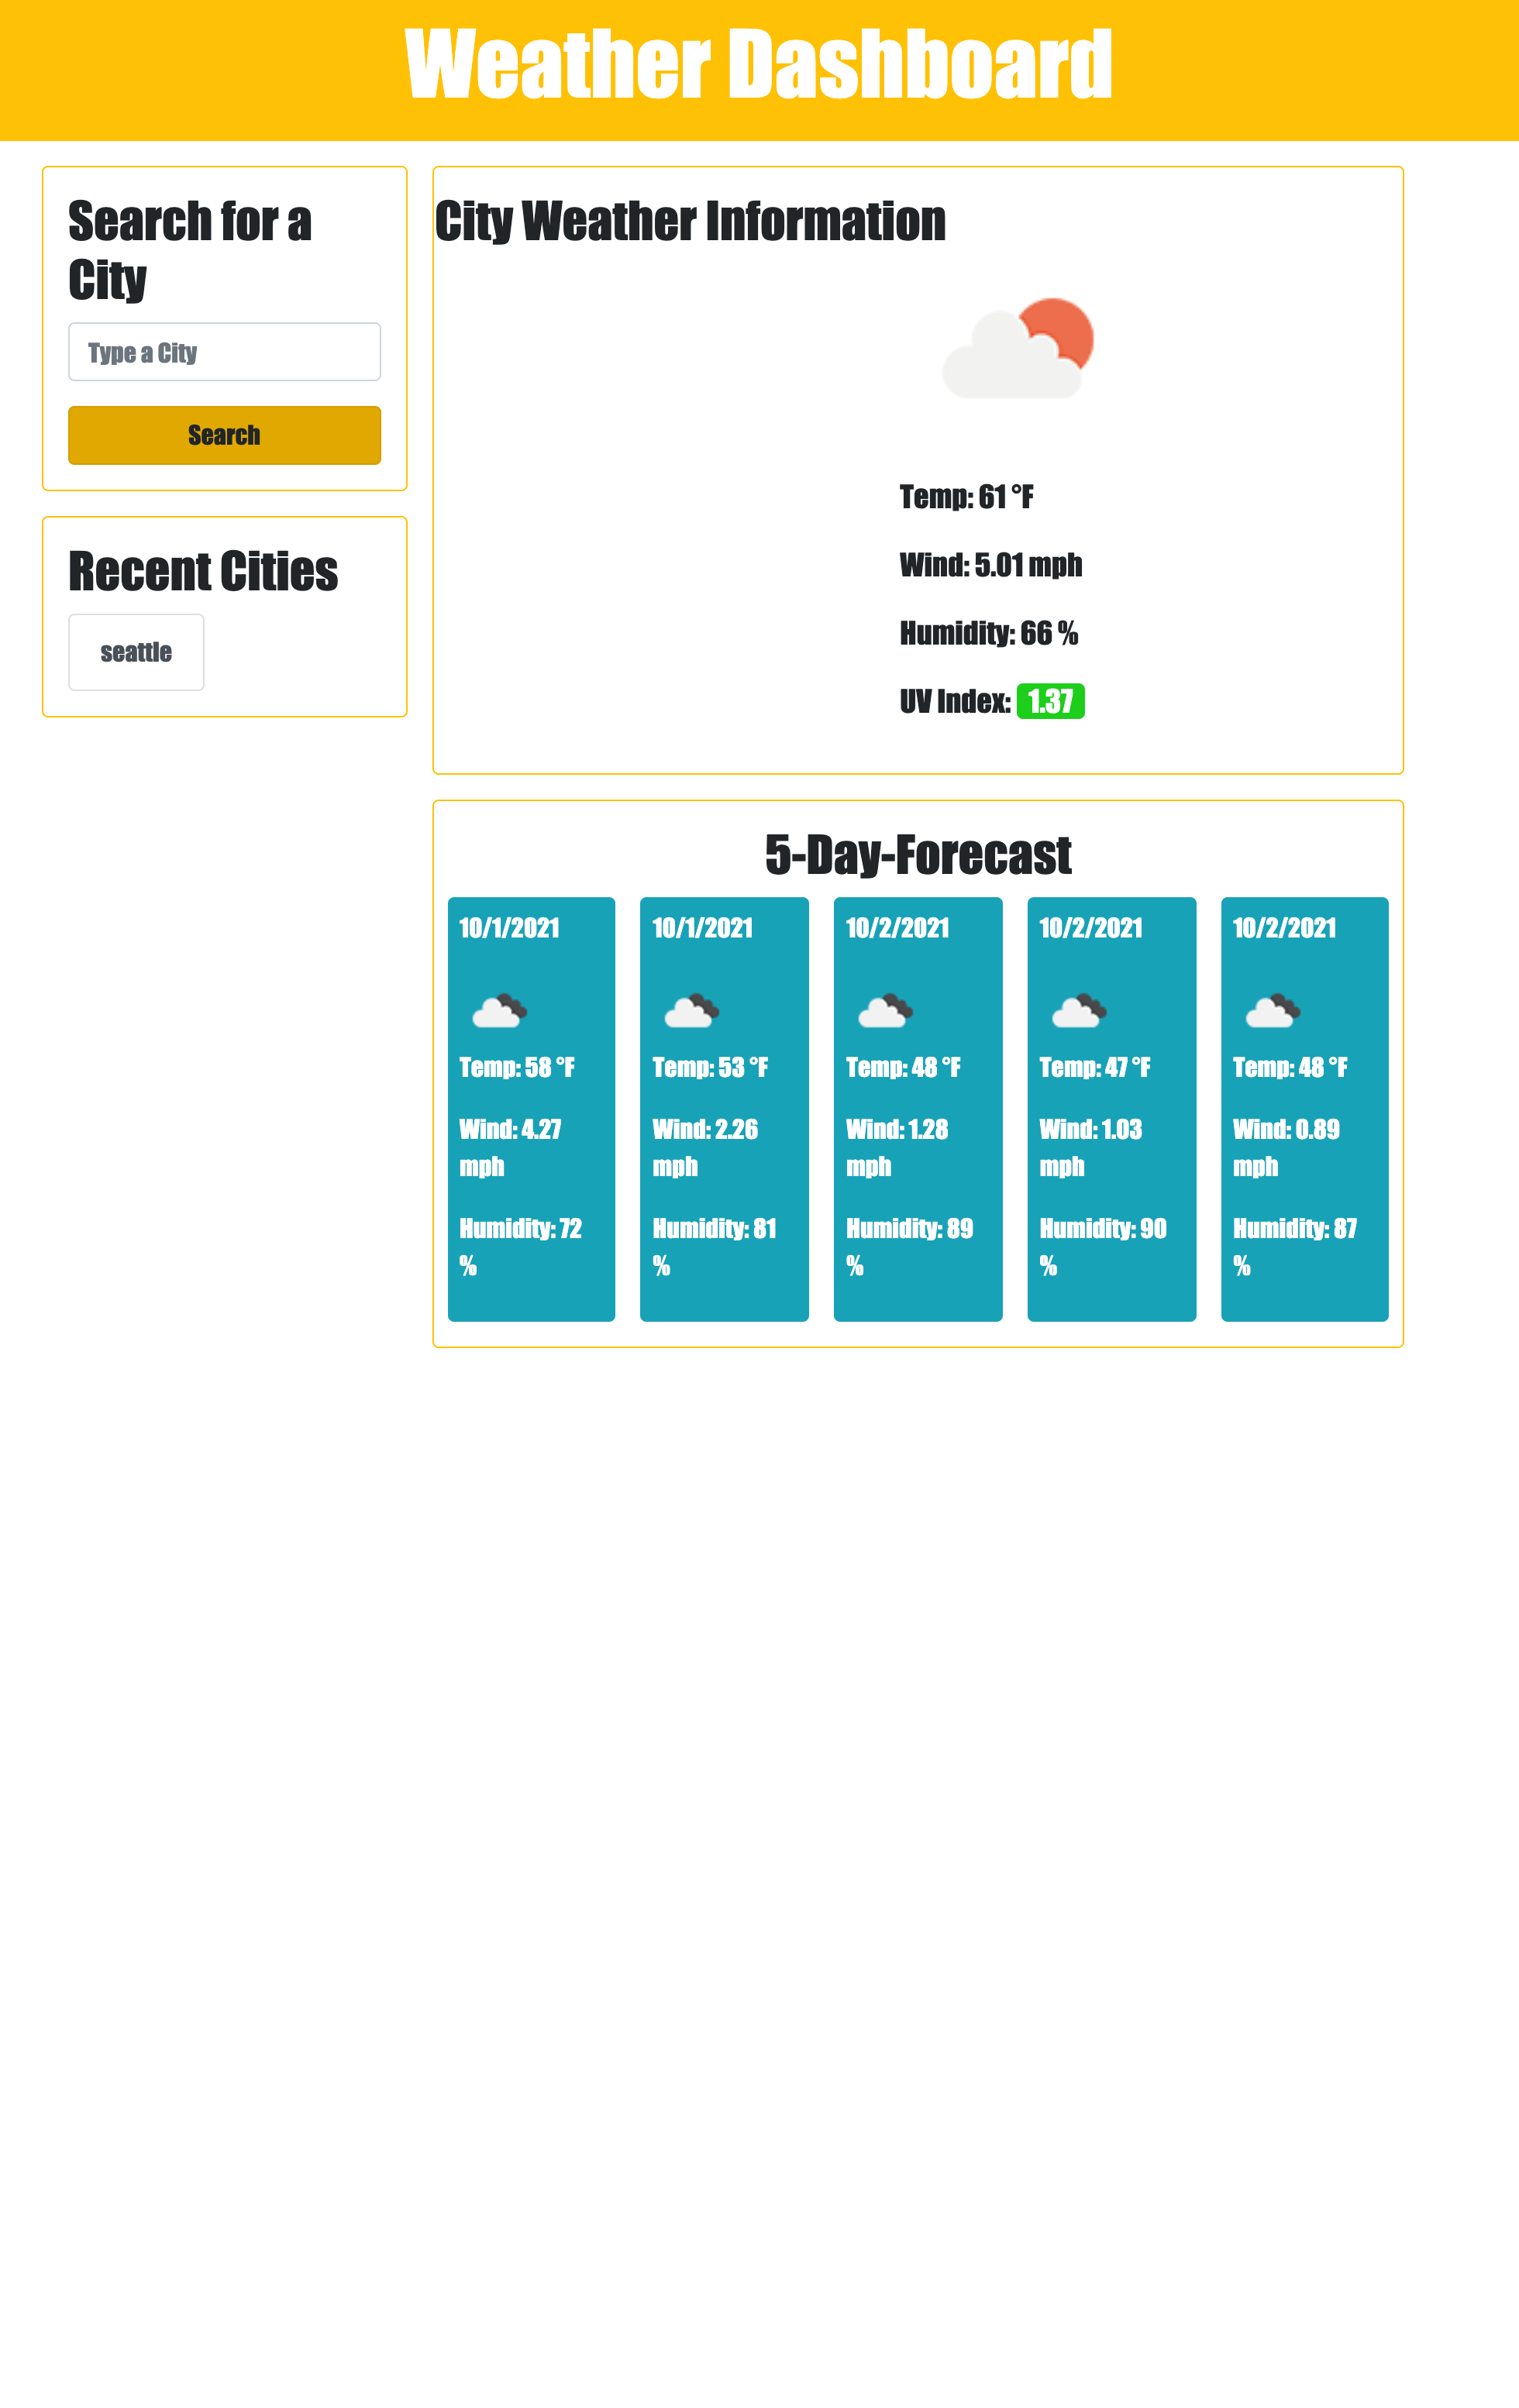 Weather Dashboard
Search for a
City
Type a City
Search
Recent Cities
seattle
City Weather Information
Temp: 61 °F
Wind: 5.01 mph
Humidity: 66 %
UV Index: 1.37
5-Day-Forecast
10/1/2021
Temp: 58 °F
Wind: 4.27
mph
Humidity: 72
%
10/1/2021
Temp: 53 °F
Wind: 2.26
mph
Humidity: 81
%
10/2/2021
Temp: 48 °F
Wind: 1.28
mph
Humidity: 89
%
10/2/2021
Temp: 47 °F
Wind: 1.03
mph
Humidity: 90
%
10/2/2021
Temp: 48 °F
Wind: 0.89
mph
Humidity: 87
%